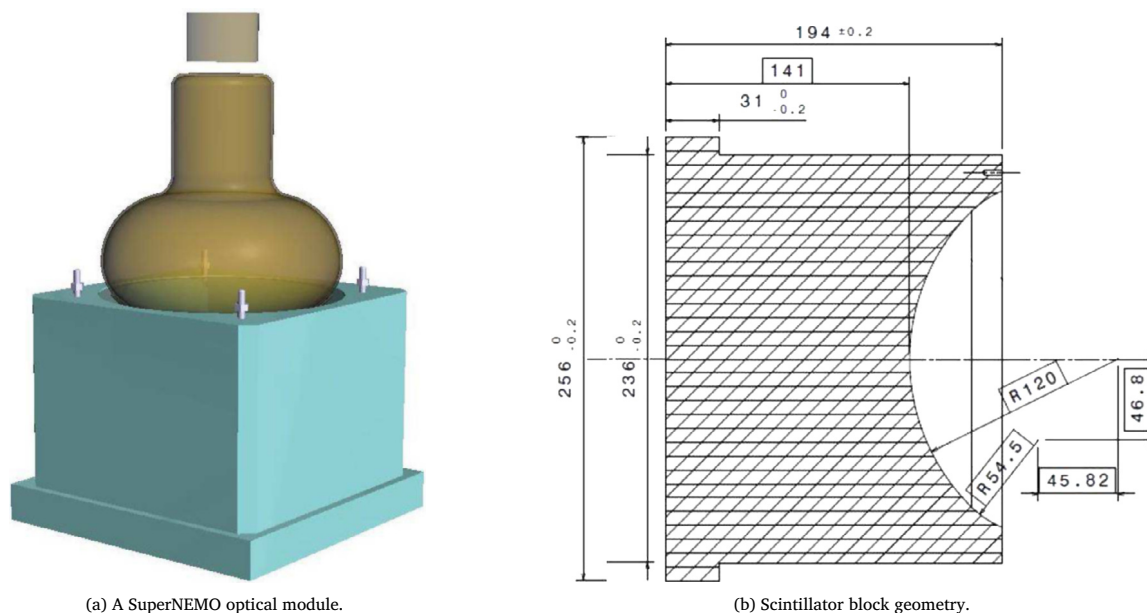 194 ±0.2
141
31 0 -0.2
256 0 -0.2
236 0 -0.2
R120
46.8
R54.5
45.82
(a) A SuperNEMO optical module.
(b) Scintillator block geometry.